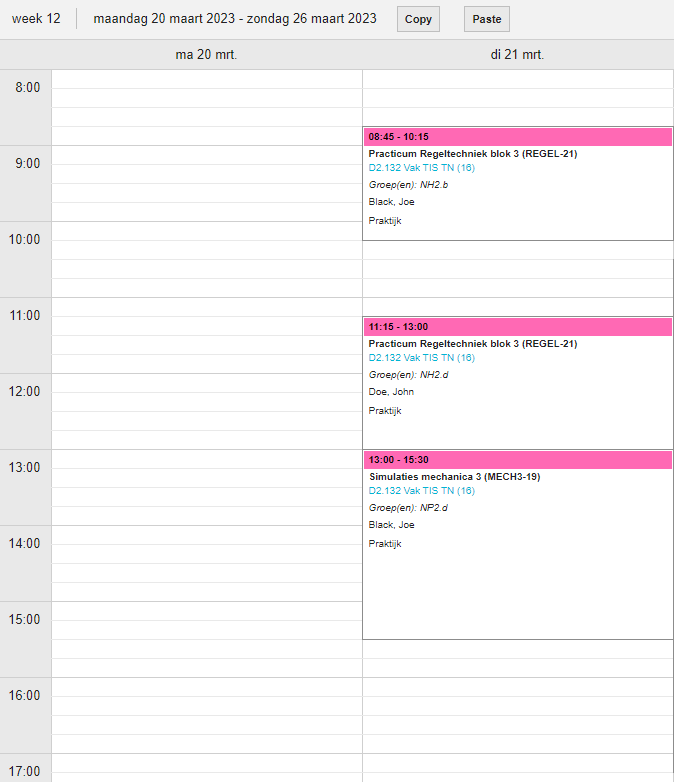 week 12 maandag 20 maart 2023 - zondag 26 maart 2023 Copy Paste
ma 20 mrt. di 21 mrt.
8:00
08:45 - 10:15
Practicum Regeltechniek blok 3 (REGEL-21)
9:00
D2.132 Vak TIS TN (16)
Groep(en): NH2.b
Black, Joe
Praktijk
10:00
11:00
11:15 - 13:00
Practicum Regeltechniek blok 3 (REGEL-21)
D2.132 Vak TIS TN (16)
Groep(en): NH2.d
12:00
Doe, John
Praktijk
13:00
13:00 - 15:30
Simulaties mechanica 3 (MECH3-19)
D2.132 Vak TIS TN (16)
Groep(en): NP2.d
Black, Joe
14:00
Praktijk
15:00
16:00
17:00